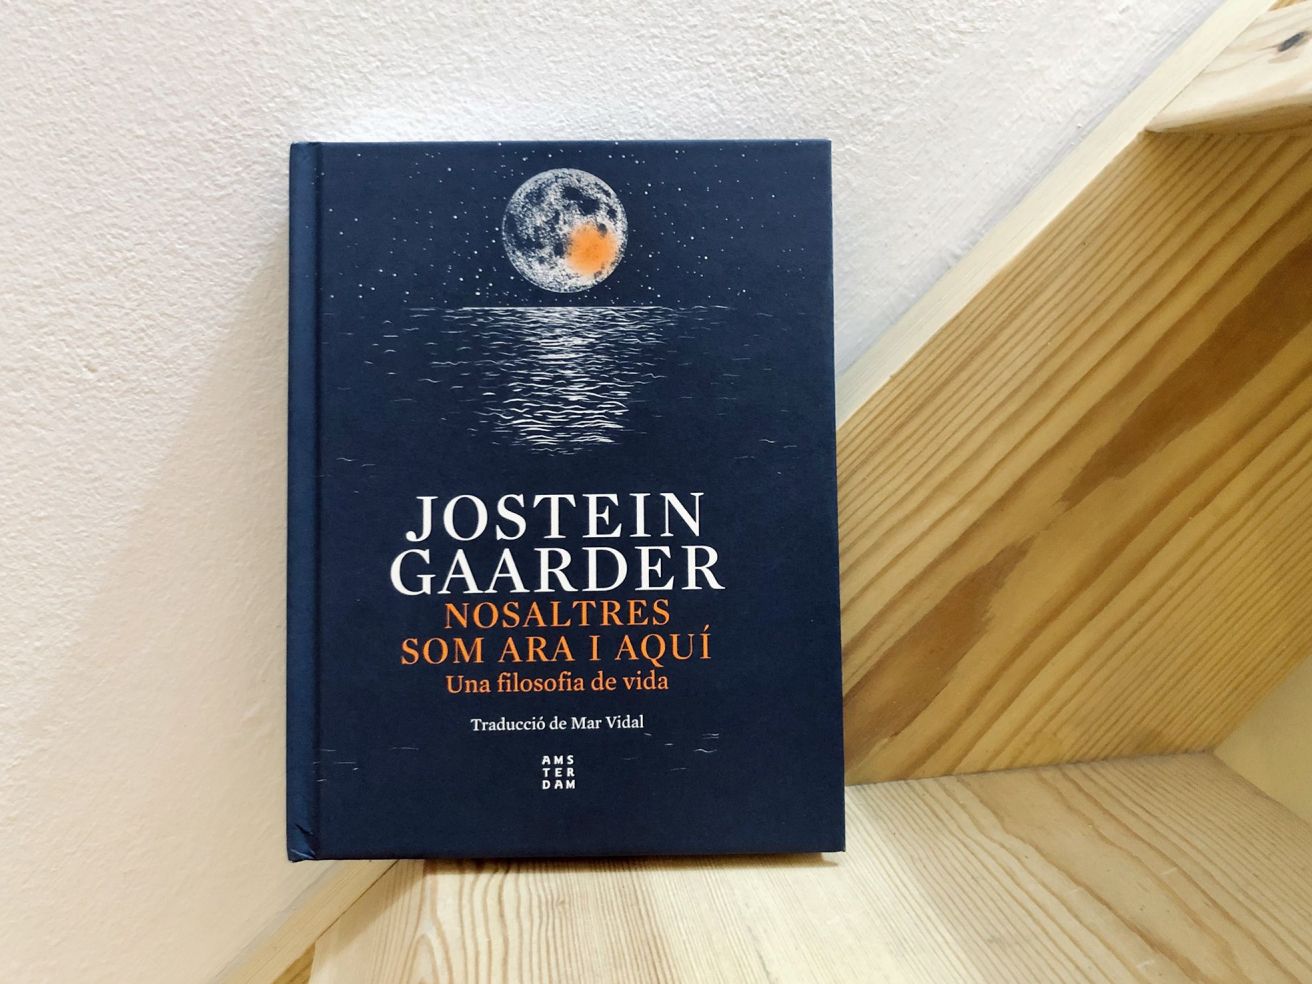 JOSTEIN
GAARDER
NOSALTRES
SOM ARA I AQUÍ
Una filosofia de vida
Traducció de Mar Vidal
AMS
TER
DAM